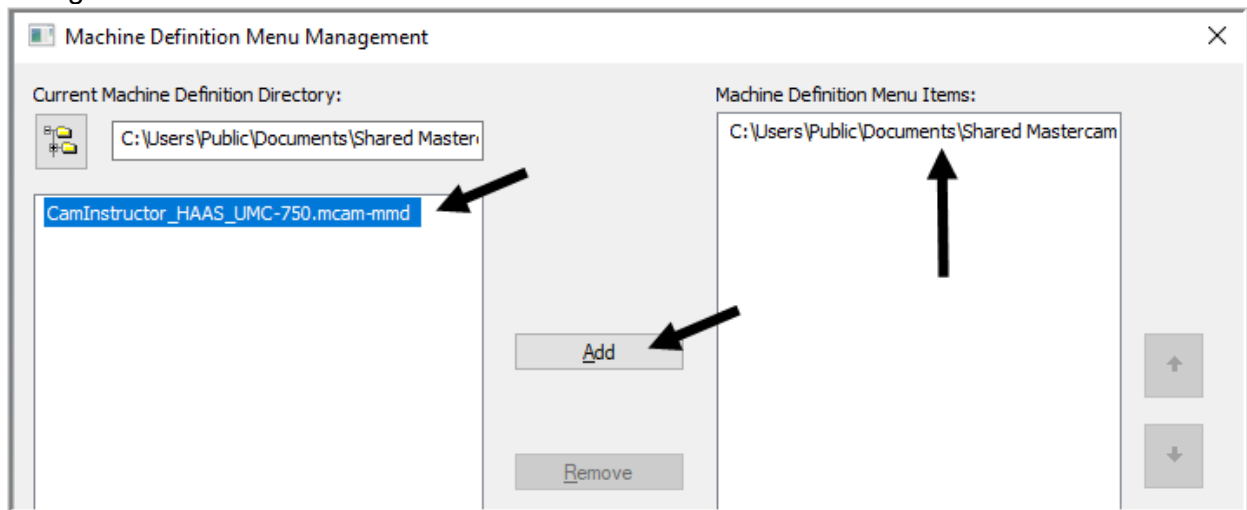 Machine Definition Menu Management
Current Machine Definition Directory:
C:\Users\Public\Documents\Shared Master
CamInstructor_HAAS_UMC-750.mcam-mmd
Add
Remove
Machine Definition Menu Items:
C:\Users\Public\Documents\Shared Mastercam